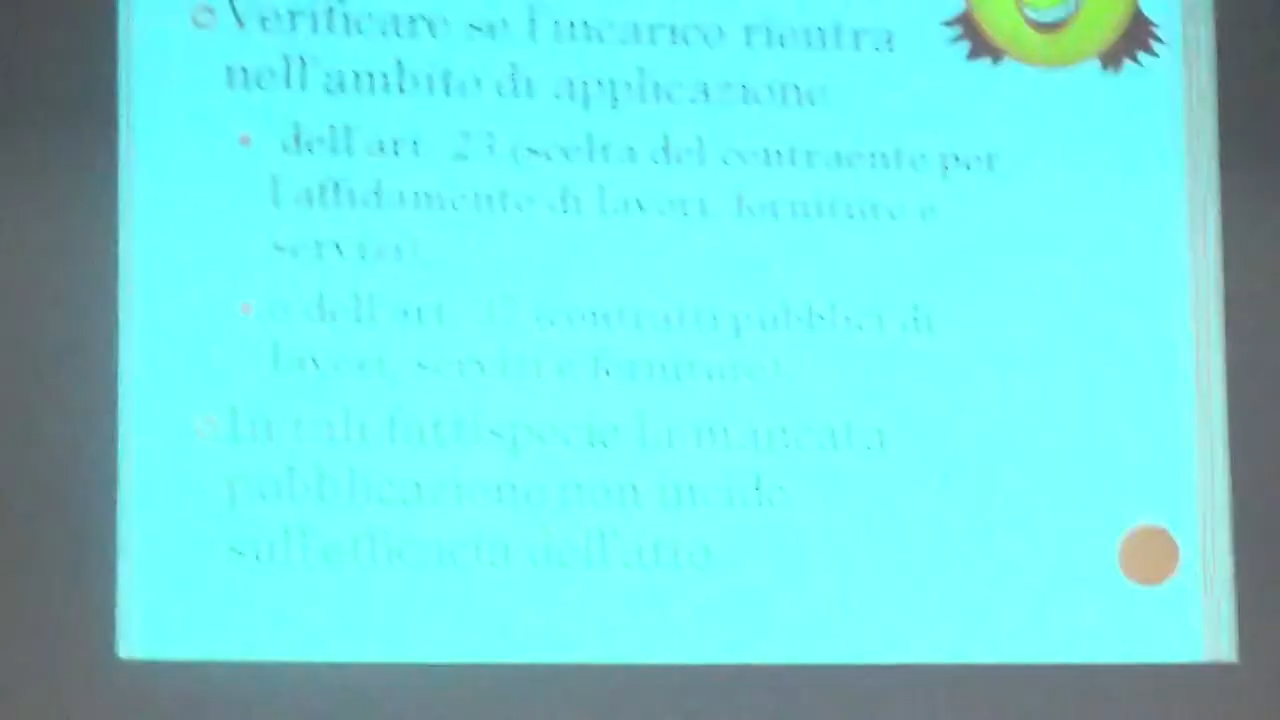 Verificare se l'incarico rientra
nell'ambito di applicazione
dell'art. 23 (scelta del contraente per
l'affidamento di lavori, forniture e
servizi)
o dell'art. 37 (contratti pubblici di
lavori, servizi e forniture).
In tali fattispecie la mancata
pubblicazione non incide
sull'efficacia dell'atto